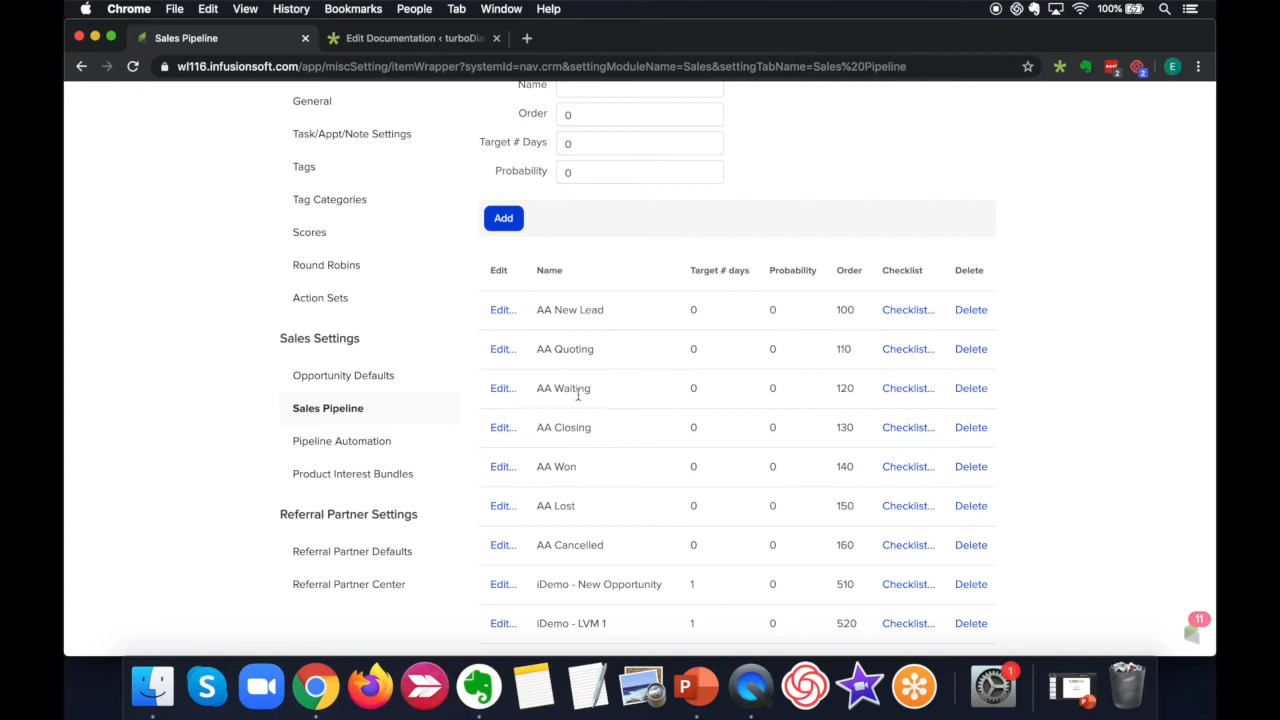 Chrome File Edit View History Bookmarks People Tab Window Help 100%
Sales Pipeline Edit Documentation ‹ turboDia
wl116.infusionsoft.com/app/miscSetting/itemWrapper?systemId=nav.crm&settingModuleName=Sales&settingTabName=Sales%20Pipeline 2 2 E
General
Task/Appt/Note Settings
Tags
Tag Categories
Scores
Round Robins
Action Sets
Sales Settings
Opportunity Defaults
Sales Pipeline
Pipeline Automation
Product Interest Bundles
Referral Partner Settings
Referral Partner Defaults
Referral Partner Center
Name
Order 0
Target # Days 0
Probability 0
Add
Edit Name Target # days Probability Order Checklist Delete
Edit... AA New Lead 0 0 100 Checklist... Delete
Edit... AA Quoting 0 0 110 Checklist... Delete
Edit... AA Waiting 0 0 120 Checklist... Delete
Edit... AA Closing 0 0 130 Checklist... Delete
Edit... AA Won 0 0 140 Checklist... Delete
Edit... AA Lost 0 0 150 Checklist... Delete
Edit... AA Cancelled 0 0 160 Checklist... Delete
Edit... iDemo - New Opportunity 1 0 510 Checklist... Delete
Edit... iDemo - LVM 1 1 0 520 Checklist... Delete
11
1